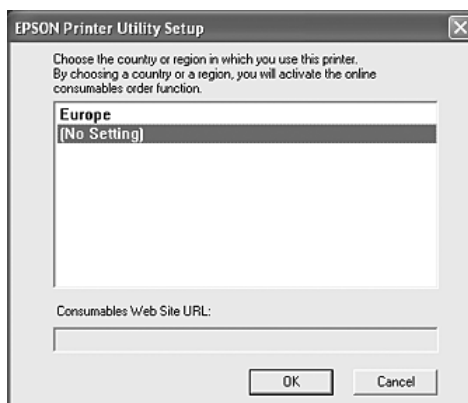 EPSON Printer Utility Setup
Choose the country or region in which you use this printer.
By choosing a country or a region, you will activate the online
consumables order function.
Europe
(No Setting)
Consumables Web Site URL:
OK
Cancel